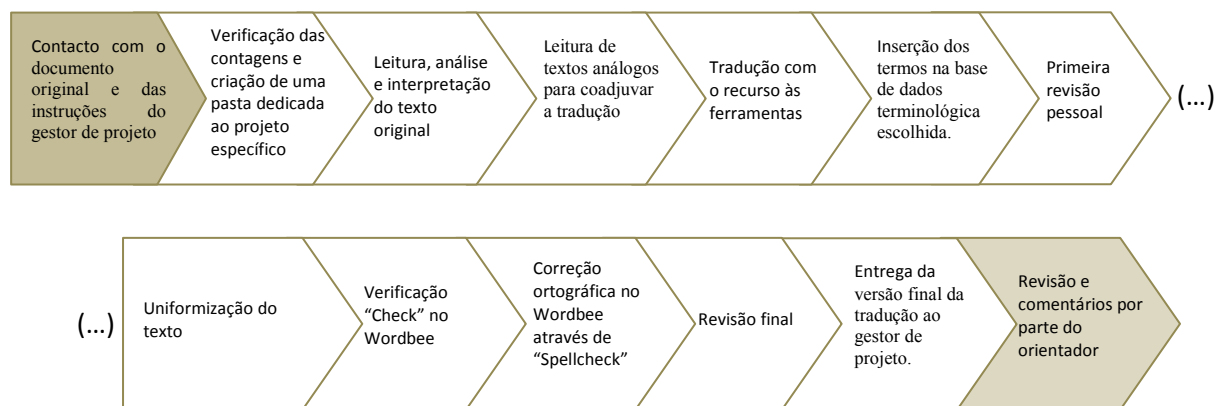 Contacto com o
documento
original e das
instruções do
gestor de projeto
Verificação das
contagens e
criação de uma
pasta dedicada
ao projeto
específico
Leitura, análise
e interpretação
do texto
original
Leitura de
textos análogos
para coadjuvar
a tradução
Tradução com
o recurso às
ferramentas
Inserção dos
termos na base
de dados
terminológica
escolhida.
Primeira
revisão
pessoal
(...)
(...)
Uniformização do
texto
Verificação
“Check” no
Wordbee
Correção
ortográfica no
Wordbee
através de
“Spellcheck”
Revisão final
Entrega da
versão final da
tradução ao
gestor de
projeto.
Revisão e
comentários por
parte do
orientador